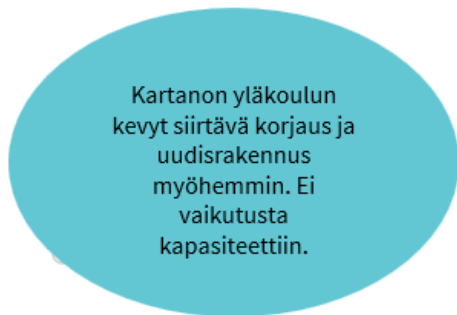 Kartanon yläkoulun
kevyt siirtävä korjaus ja
uudisrakennus
myöhemmin. Ei
vaikutusta
kapasiteettiin.